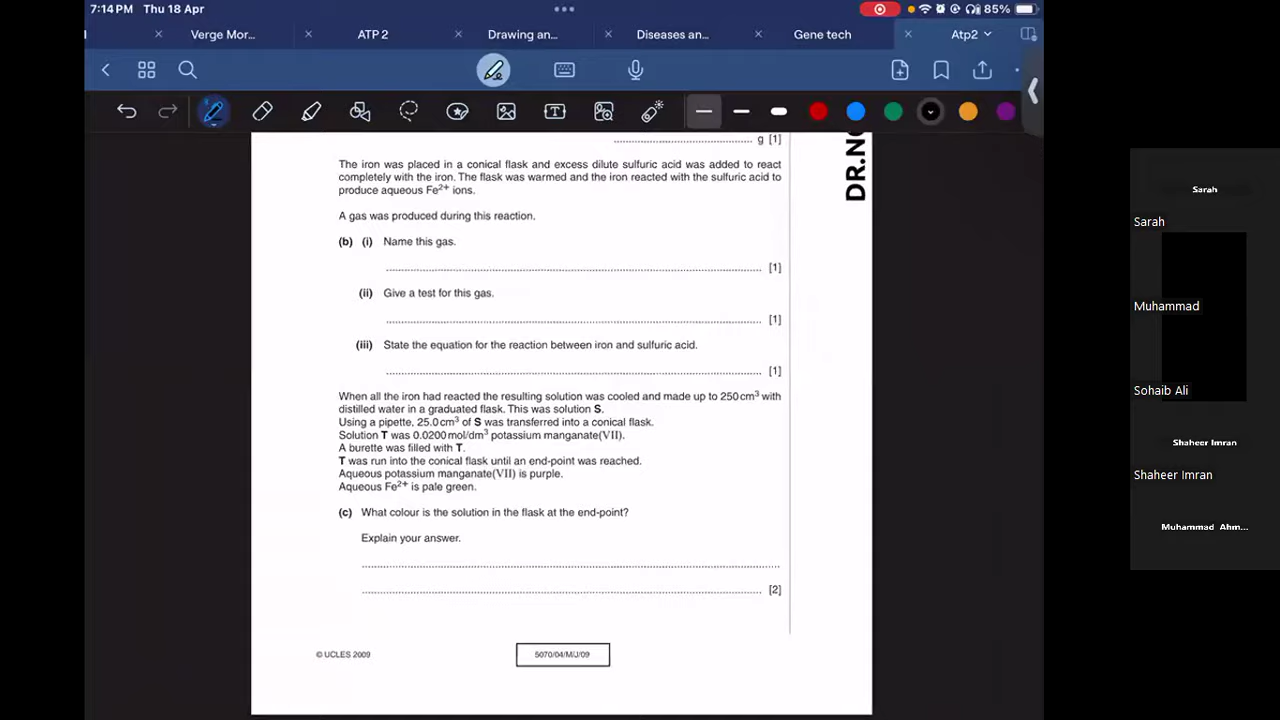 7:14 PM Thu 18 Apr
85%
Verge Mor...
ATP 2
Drawing an...
Diseases an...
Gene tech
Atp2
g [1]
The iron was placed in a conical flask and excess dilute sulfuric acid was added to react
completely with the iron. The flask was warmed and the iron reacted with the sulfuric acid to
produce aqueous Fe²⁺ ions.
A gas was produced during this reaction.
(b) (i) Name this gas.
[1]
(ii) Give a test for this gas.
[1]
(iii) State the equation for the reaction between iron and sulfuric acid.
[1]
When all the iron had reacted the resulting solution was cooled and made up to 250 cm³ with
distilled water in a graduated flask. This was solution S.
Using a pipette, 25.0 cm³ of S was transferred into a conical flask.
Solution T was 0.0200 mol/dm³ potassium manganate(VII).
A burette was filled with T.
T was run into the conical flask until an end-point was reached.
Aqueous potassium manganate(VII) is purple.
Aqueous Fe²⁺ is pale green.
(c) What colour is the solution in the flask at the end-point?
Explain your answer.
[2]
© UCLES 2009
5070/04/M/J/09
Sarah
Sarah
Muhammad
Sohaib Ali
Shaheer Imran
Shaheer Imran
Muhammad Ahm...